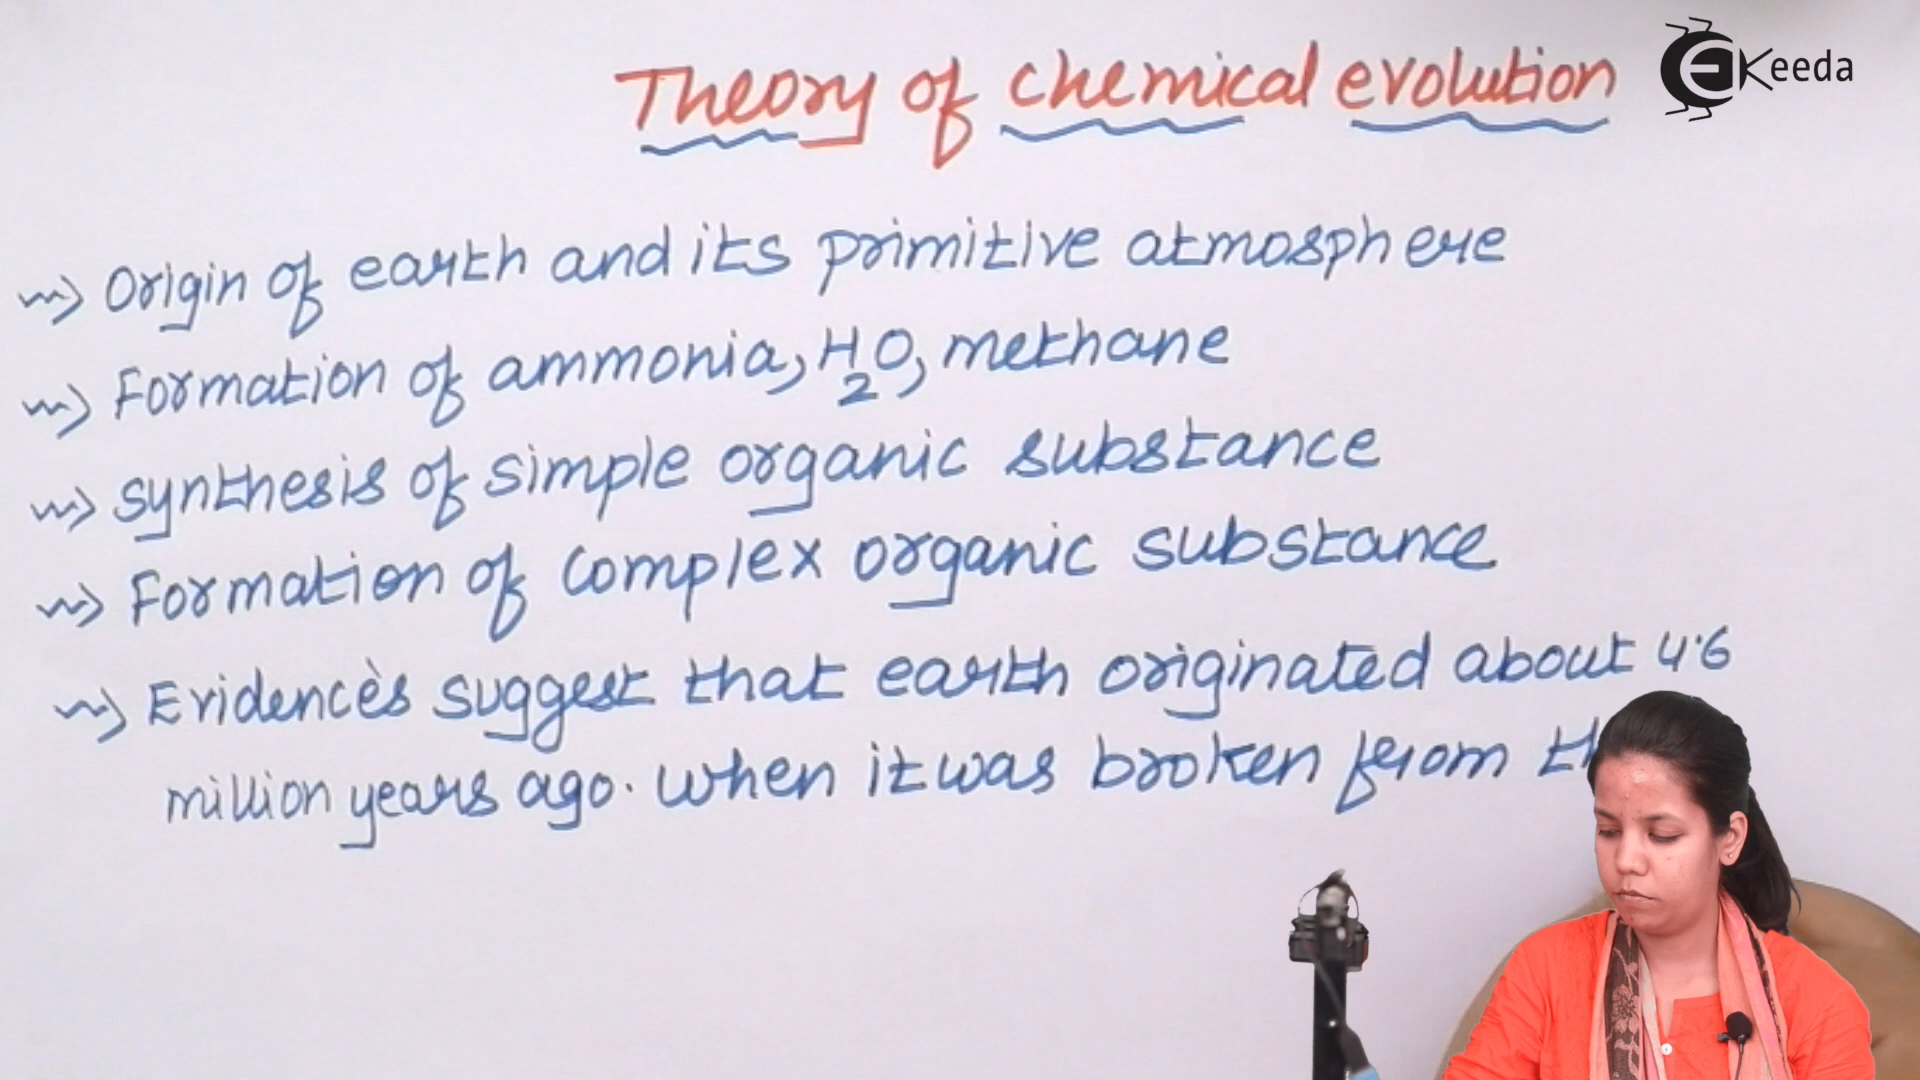 Theory of chemical evolution
EKeeda
Origin of earth and its primitive atmosphere
Formation of ammonia, H2O, methane
synthesis of simple organic substance
Formation of complex organic substance
Evidences suggest that earth originated about 4.6
million years ago. when it was broken from